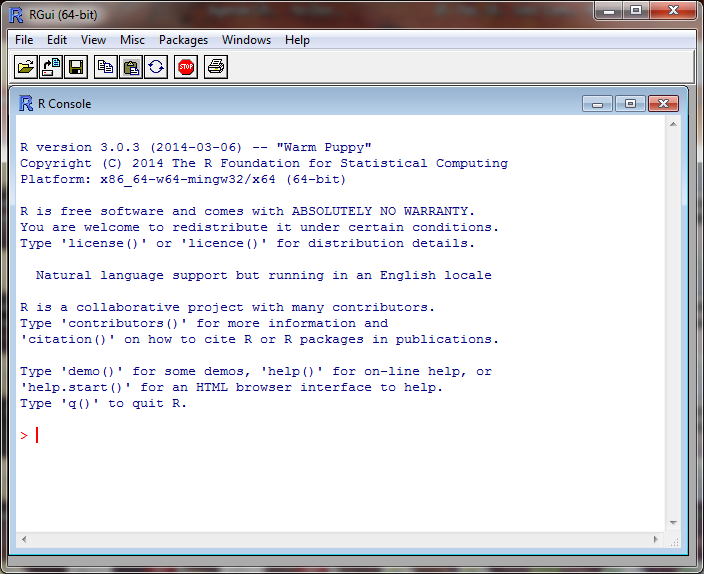 RGui (64-bit)
File Edit View Misc Packages Windows Help
STOP
R Console
R version 3.0.3 (2014-03-06) -- "Warm Puppy"
Copyright (C) 2014 The R Foundation for Statistical Computing
Platform: x86_64-w64-mingw32/x64 (64-bit)
R is free software and comes with ABSOLUTELY NO WARRANTY.
You are welcome to redistribute it under certain conditions.
Type 'license()' or 'licence()' for distribution details.
Natural language support but running in an English locale
R is a collaborative project with many contributors.
Type 'contributors()' for more information and
'citation()' on how to cite R or R packages in publications.
Type 'demo()' for some demos, 'help()' for on-line help, or
'help.start()' for an HTML browser interface to help.
Type 'q()' to quit R.
>